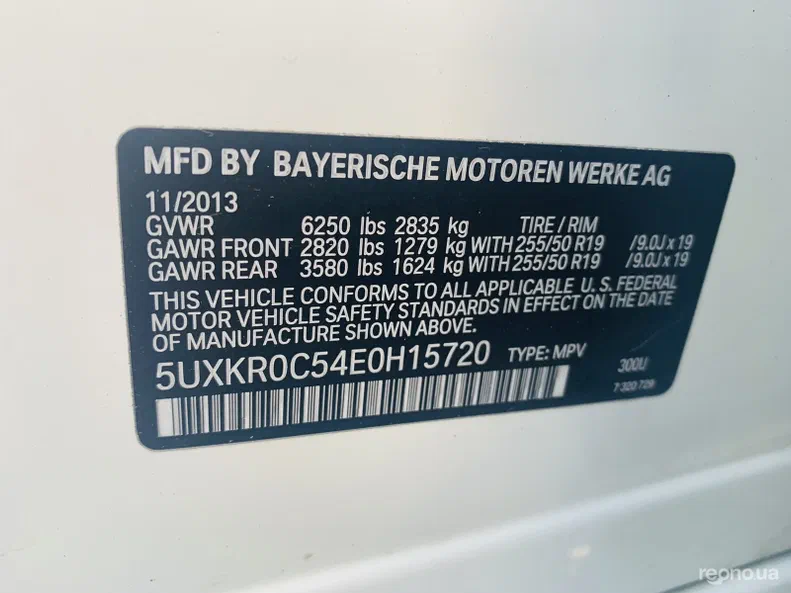 MFD BY BAYERISCHE MOTOREN WERKE AG
11/2013
GVWR 6250 lbs 2835 kg TIRE / RIM
GAWR FRONT 2820 lbs 1279 kg WITH 255/50 R19 /9.0J x 19
GAWR REAR 3580 lbs 1624 kg WITH 255/50 R19 /9.0J x 19
THIS VEHICLE CONFORMS TO ALL APPLICABLE U.S. FEDERAL
MOTOR VEHICLE SAFETY STANDARDS IN EFFECT ON THE DATE
OF MANUFACTURE SHOWN ABOVE.
5UXKR0C54E0H15720 TYPE: MPV 300U
7 320 729
repno.ua